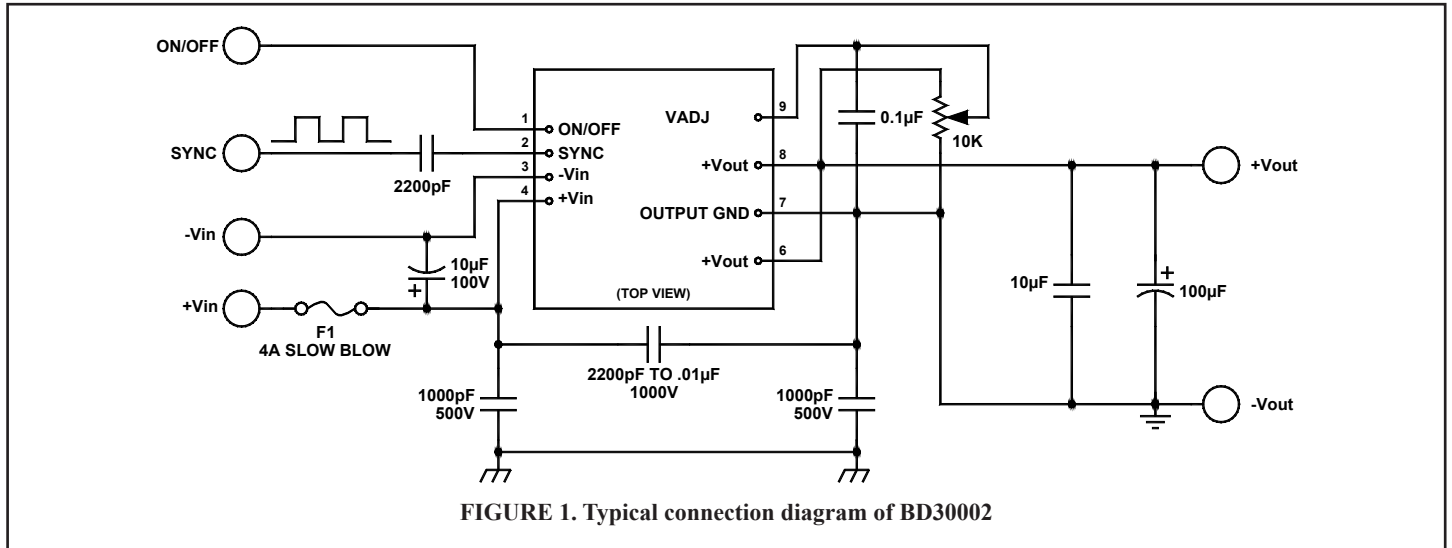 ON/OFF
SYNC
2200pF
-Vin
10µF
100V
+
+Vin
F1
4A SLOW BLOW
1
ON/OFF
2
SYNC
3
-Vin
4
+Vin
VADJ
9
+Vout
8
OUTPUT GND
7
+Vout
6
(TOP VIEW)
0.1µF
10K
2200pF TO .01µF
1000V
1000pF
500V
1000pF
500V
10µF
+
100µF
+Vout
-Vout
FIGURE 1. Typical connection diagram of BD30002